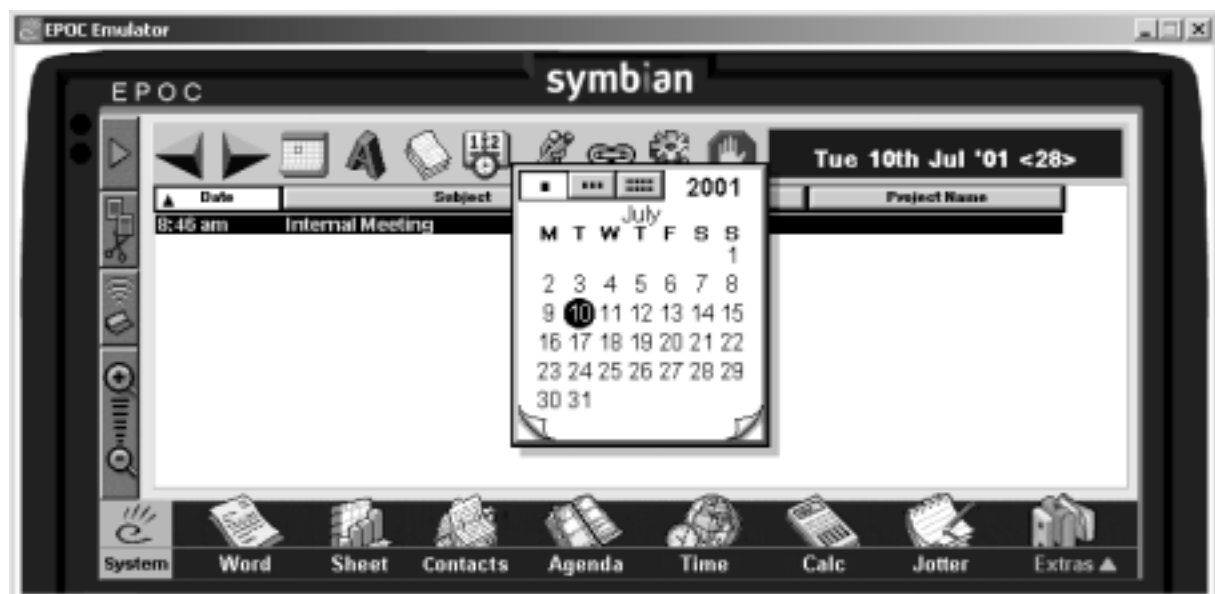 EPOC Emulator
symbian
EPOC
1:2
Tue 10th Jul '01 <28>
Date Subject Project Name
8:46 am Internal Meeting
2001
July
M T W T F S S
1
2 3 4 5 6 7 8
9 10 11 12 13 14 15
16 17 18 19 20 21 22
23 24 25 26 27 28 29
30 31
System Word Sheet Contacts Agenda Time Calc Jotter Extras